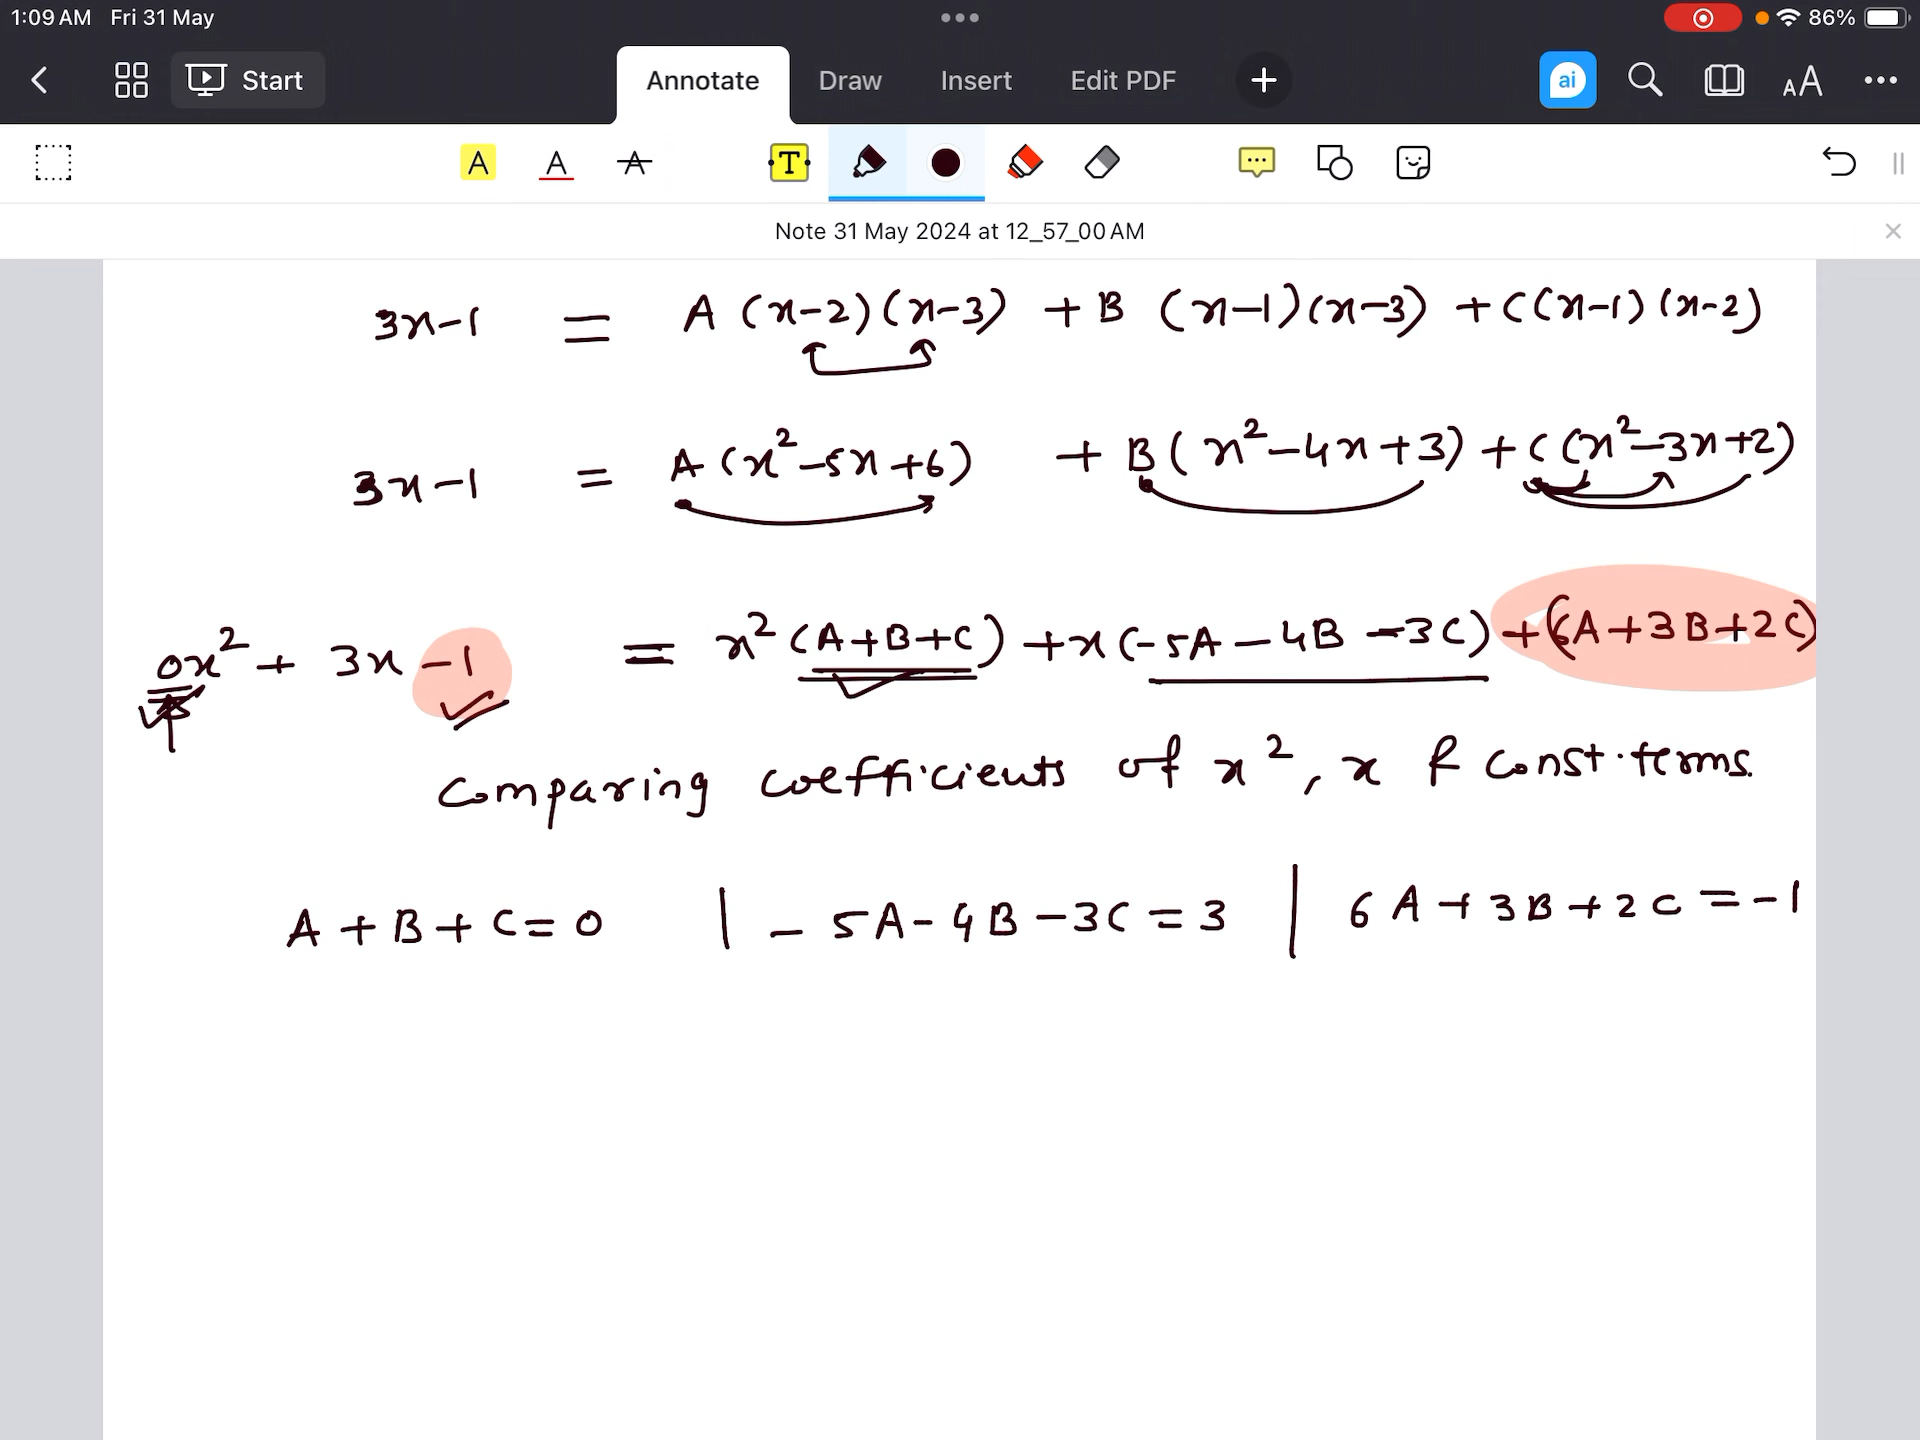 1:09 AM Fri 31 May 86%
Start Annotate Draw Insert Edit PDF + ai AA
A A A T
Note 31 May 2024 at 12_57_00 AM
3x-1 = A (x-2)(x-3) + B (x-1)(x-3) + C(x-1)(x-2)
3x-1 = A (x²-5x+6) + B(x²-4x+3) + C(x²-3x+2)
0x² + 3x -1 = x² (A+B+C) + x(-5A-4B-3C) + (6A+3B+2C)
Comparing coefficients of x², x & const. terms.
A+B+C=0 | -5A-4B-3C=3 | 6A+3B+2C=-1